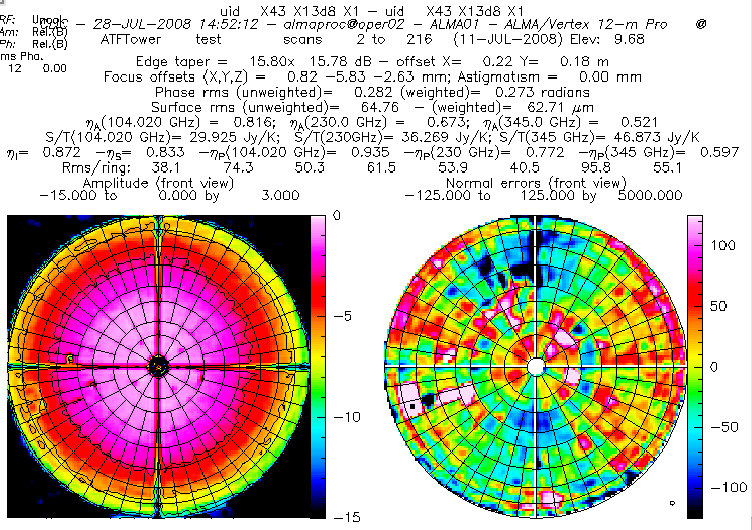 uid X43 X13d8 X1 - uid X43 X13d8 X1
RF: Uncal.
CLIC - 28-JUL-2008 14:52:12 - almaproc@oper02 - ALMA01 - ALMA/Vertex 12-m Pro @
Am: Rel.(B)
Ph: Rel.(B)
ATFTower test scans 2 to 216 (11-JUL-2008) Elev: 9.68
rms Pha.
12 0.00
Edge taper = 15.80x 15.78 dB - offset X= 0.22 Y= 0.18 m
Focus offsets (X,Y,Z) = 0.82 -5.83 -2.63 mm; Astigmatism = 0.00 mm
Phase rms (unweighted)= 0.282 (weighted)= 0.273 radians
Surface rms (unweighted)= 64.76 - (weighted)= 62.71 μm
ηA(104.020 GHz) = 0.816; ηA(230.0 GHz) = 0.673; ηA(345.0 GHz) = 0.521
S/T(104.020 GHz)= 29.925 Jy/K; S/T(230GHz)= 36.269 Jy/K; S/T(345 GHz)= 46.873 Jy/K
ηI= 0.872 -ηS= 0.833 -ηP(104.020 GHz)= 0.935 -ηP(230 GHz)= 0.772 -ηP(345 GHz)= 0.597
Rms/ring: 38.1 74.3 50.3 61.5 53.9 40.5 95.8 55.1
Amplitude (front view) Normal errors (front view)
-15.000 to 0.000 by 3.000 -125.000 to 125.000 by 5000.000
0
-5
-10
-15
100
50
0
-50
-100